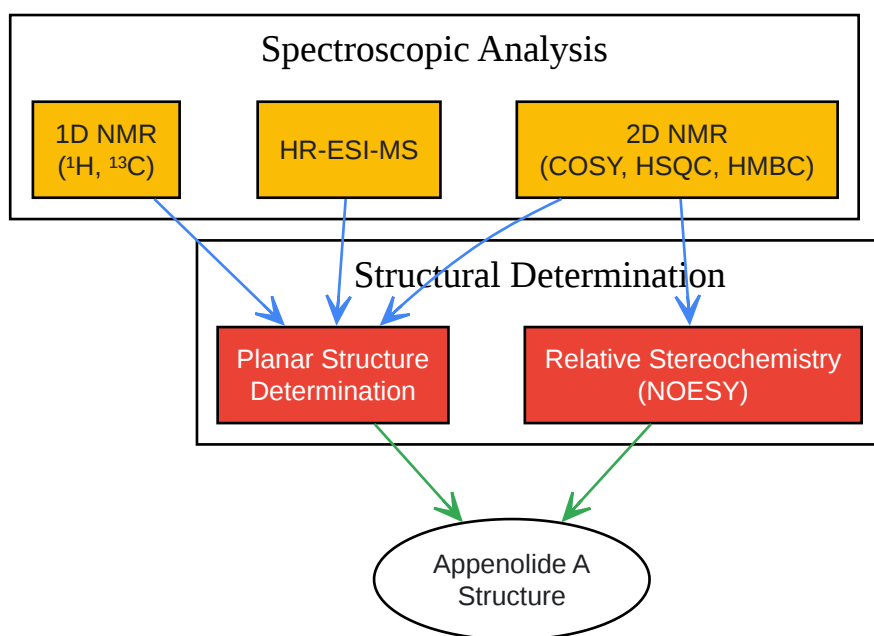 Spectroscopic Analysis
1D NMR
(¹H, ¹³C)
HR-ESI-MS
2D NMR
(COSY, HSQC, HMBC)
Structural Determination
Planar Structure
Determination
Relative Stereochemistry
(NOESY)
Appenolide A
Structure